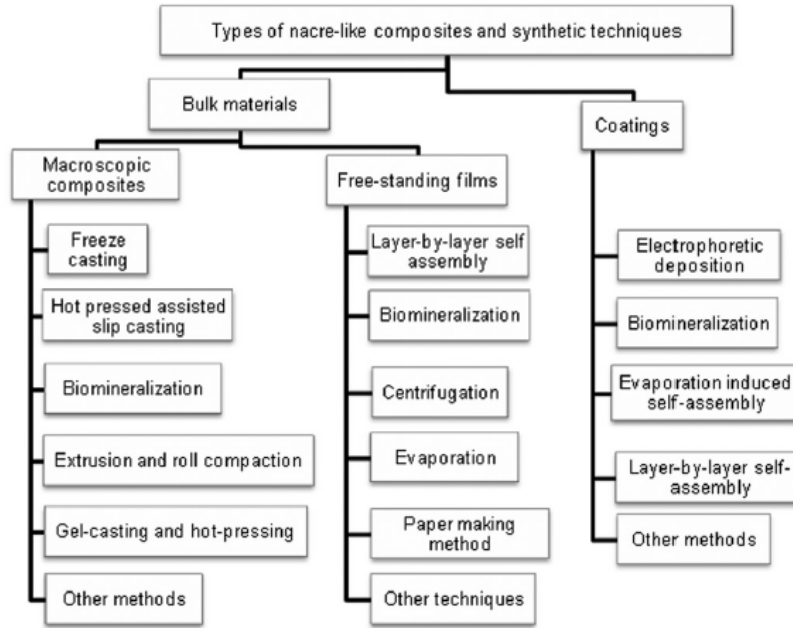 Types of nacre-like composites and synthetic techniques
Bulk materials
Coatings
Macroscopic
composites
Free-standing films
Freeze
casting
Hot pressed assisted
slip casting
Biomineralization
Extrusion and roll compaction
Gel-casting and hot-pressing
Other methods
Layer-by-layer self
assembly
Biomineralization
Centrifugation
Evaporation
Paper making
method
Other techniques
Electrophoretic
deposition
Biomineralization
Evaporation induced
self-assembly
Layer-by-layer self-
assembly
Other methods